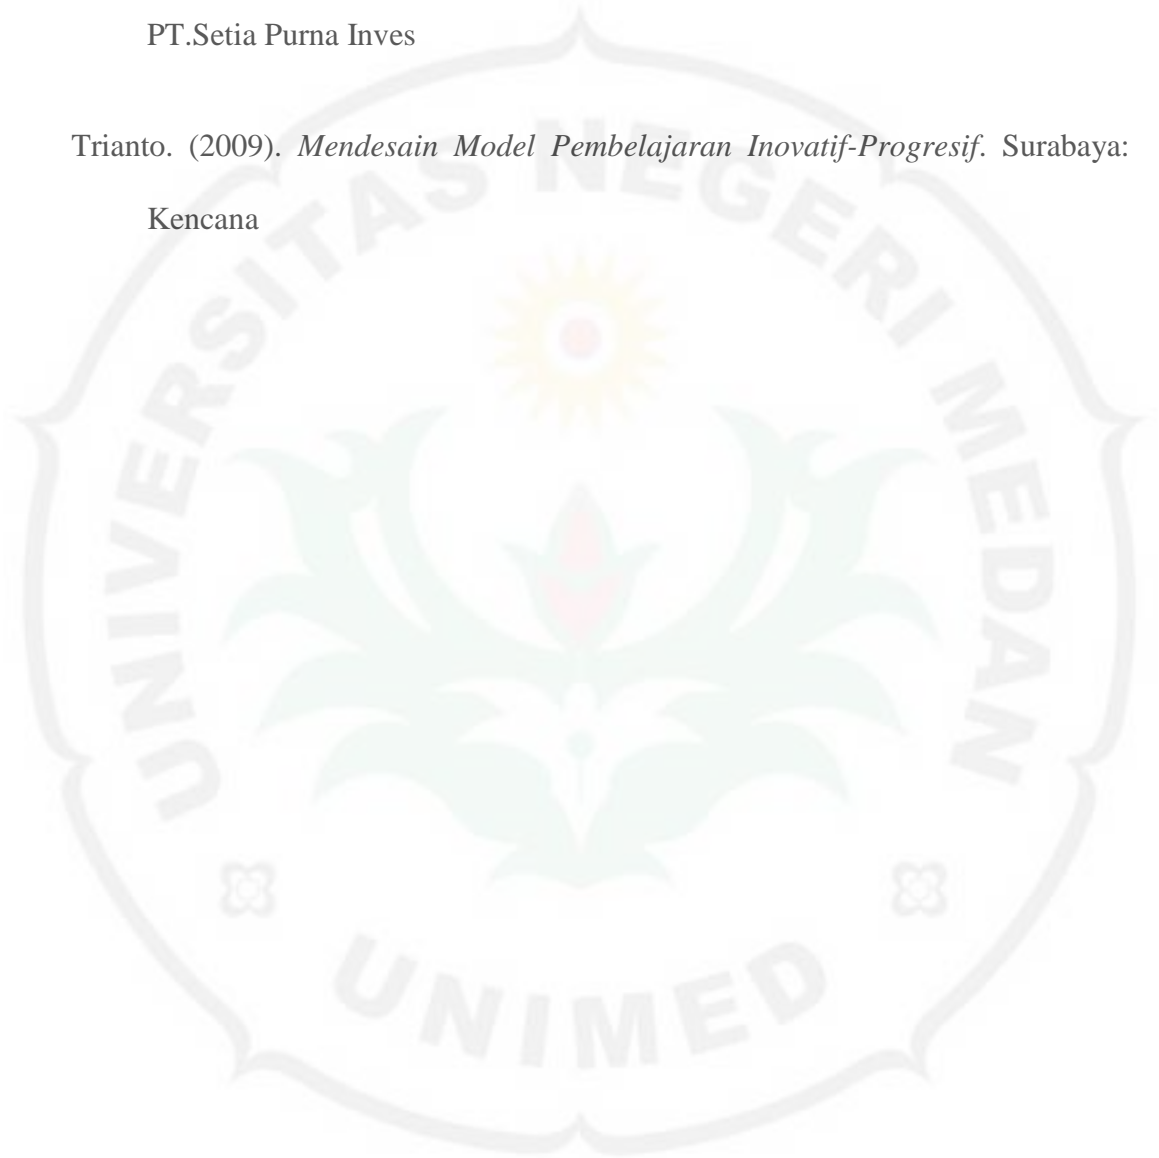 PT.Setia Purna Inves
Trianto. (2009). Mendesain Model Pembelajaran Inovatif-Progresif. Surabaya:
Kencana
UNIVERSITAS NEGERI MEDAN
UNIMED